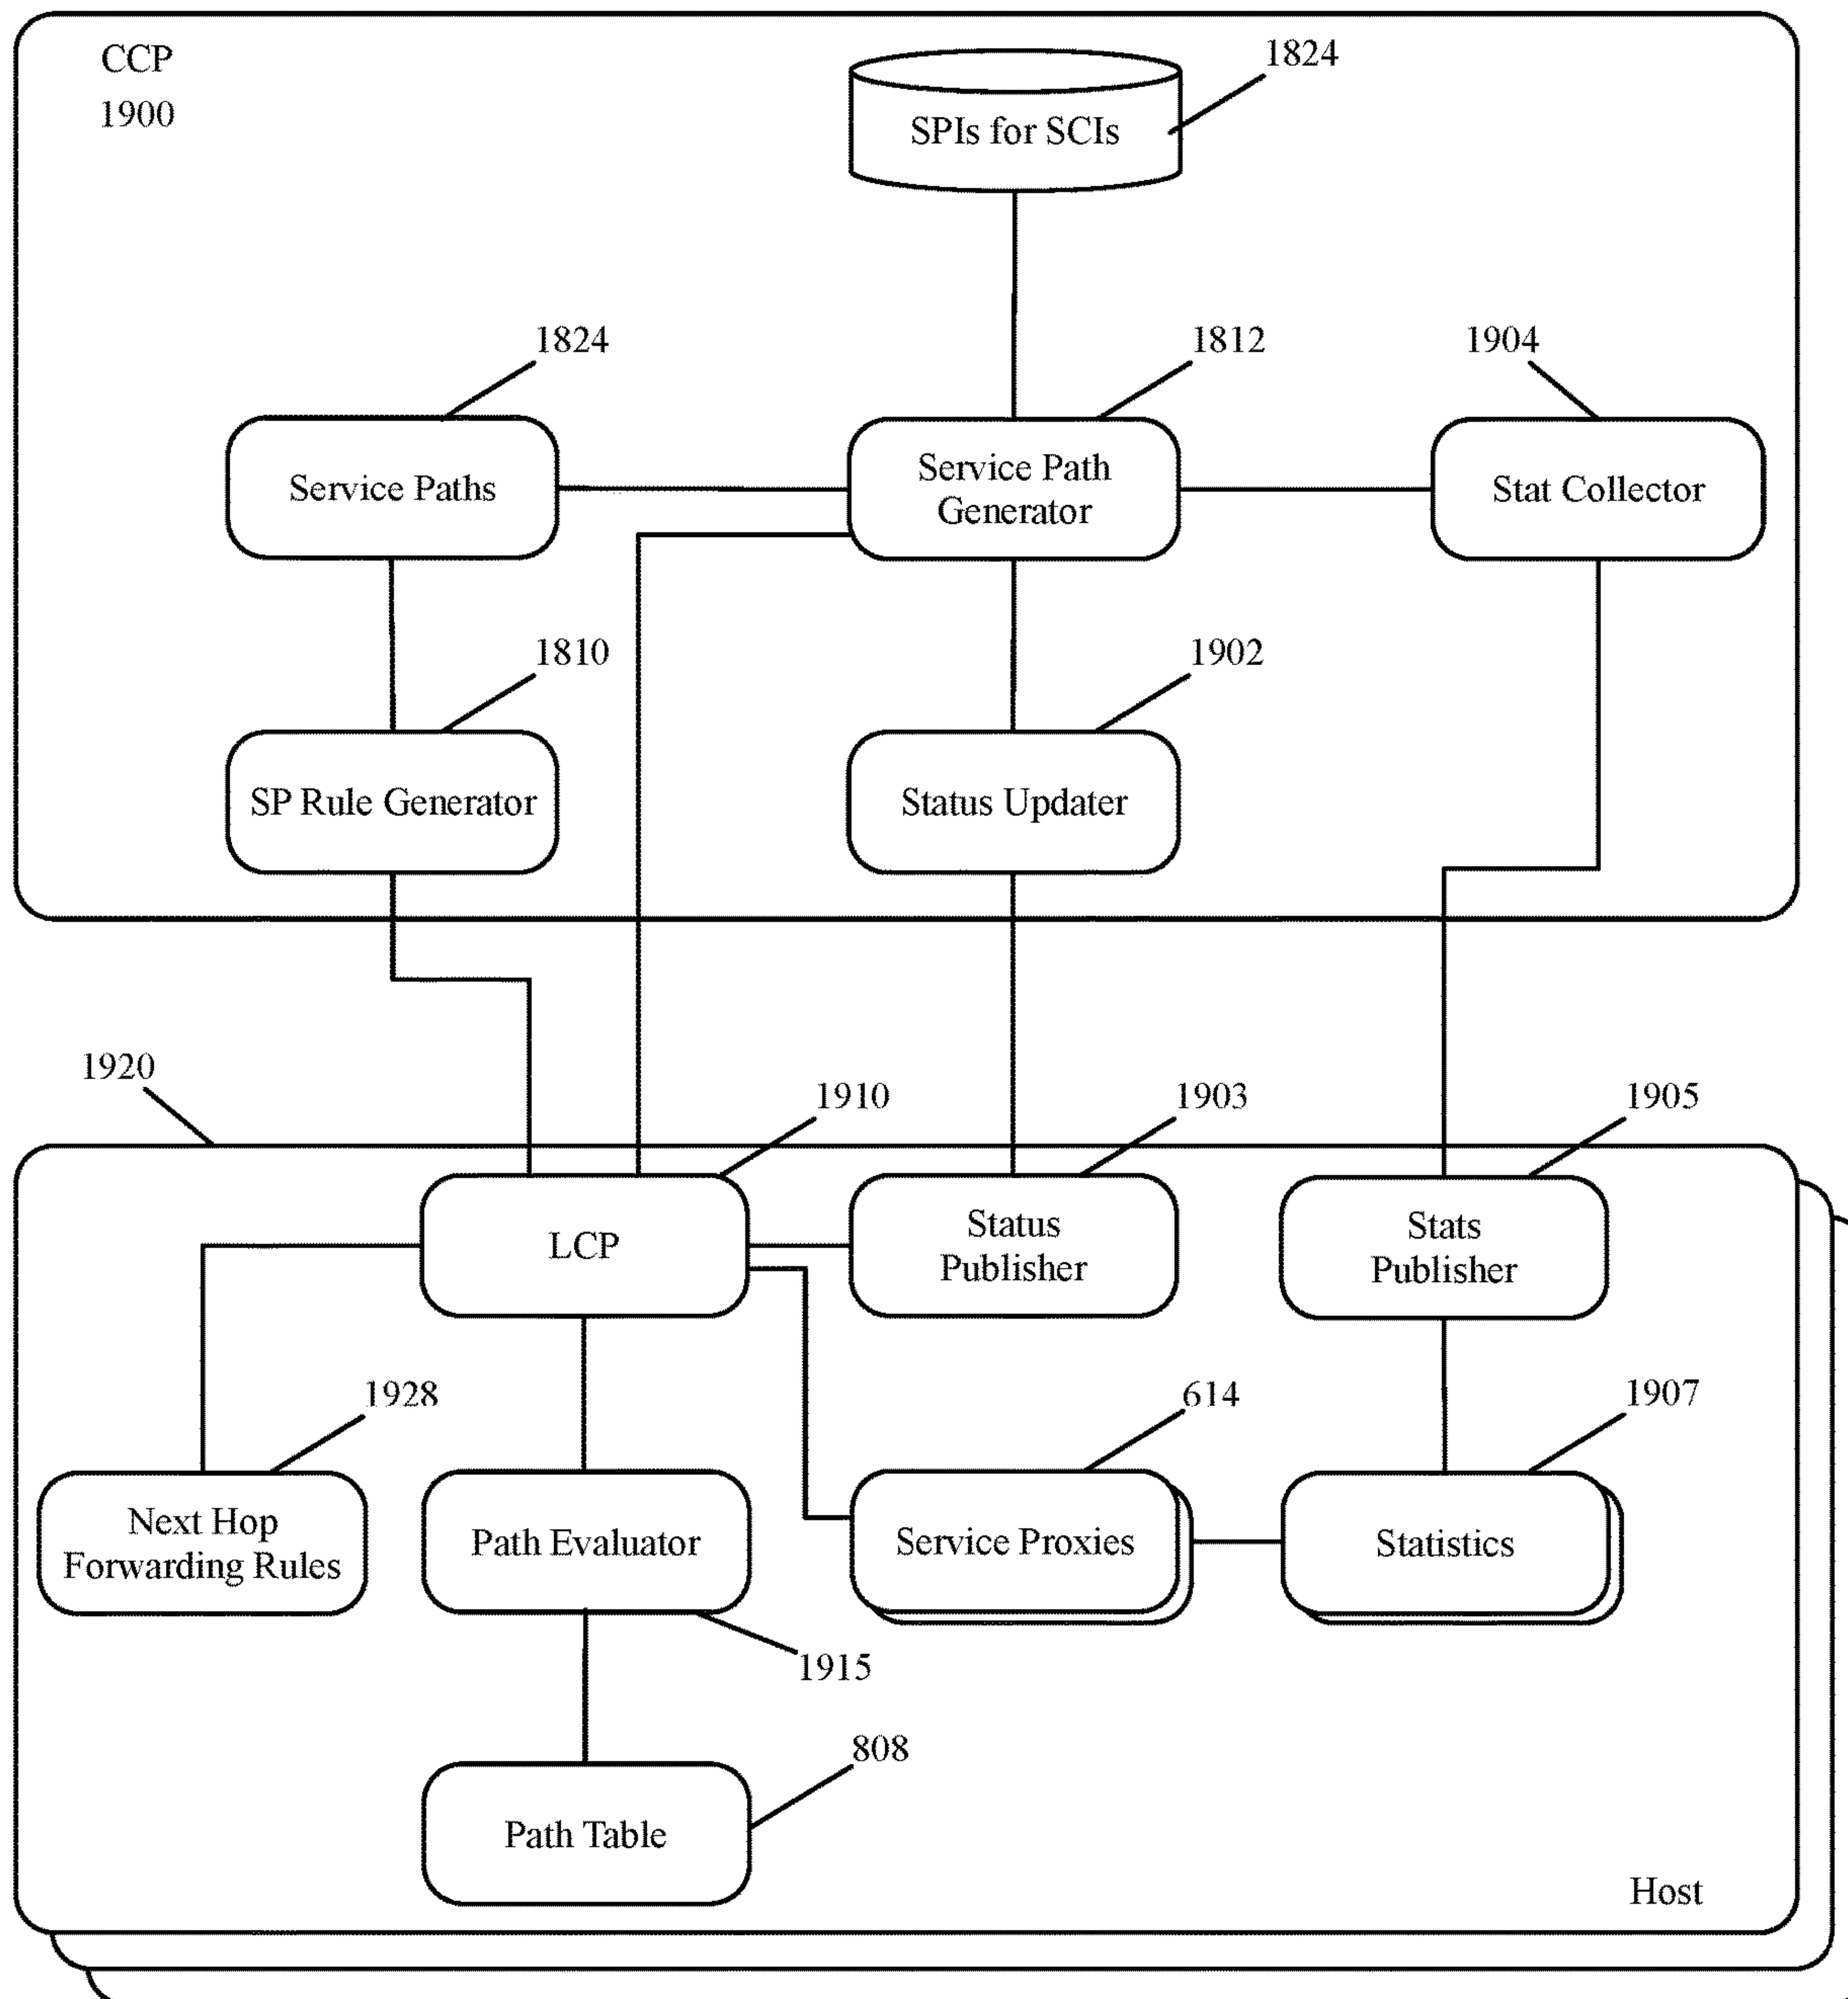 CCP
1900
1824
SPIs for SCIs
1824
1812
1904
Service Paths
Service Path
Generator
Stat Collector
1810
1902
SP Rule Generator
Status Updater
1920
1910
1903
1905
LCP
Status
Publisher
Stats
Publisher
1928
614
1907
Next Hop
Forwarding Rules
Path Evaluator
Service Proxies
Statistics
1915
808
Path Table
Host